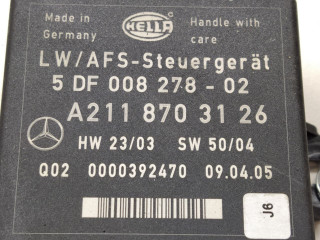 Made in Germany
HELLA
Handle with care
LW/AFS-Steuergerät
5 DF 008 278 - 02
A211 870 31 26
HW 23/03 SW 50/04
Q02 0000392470 09.04.05
J6